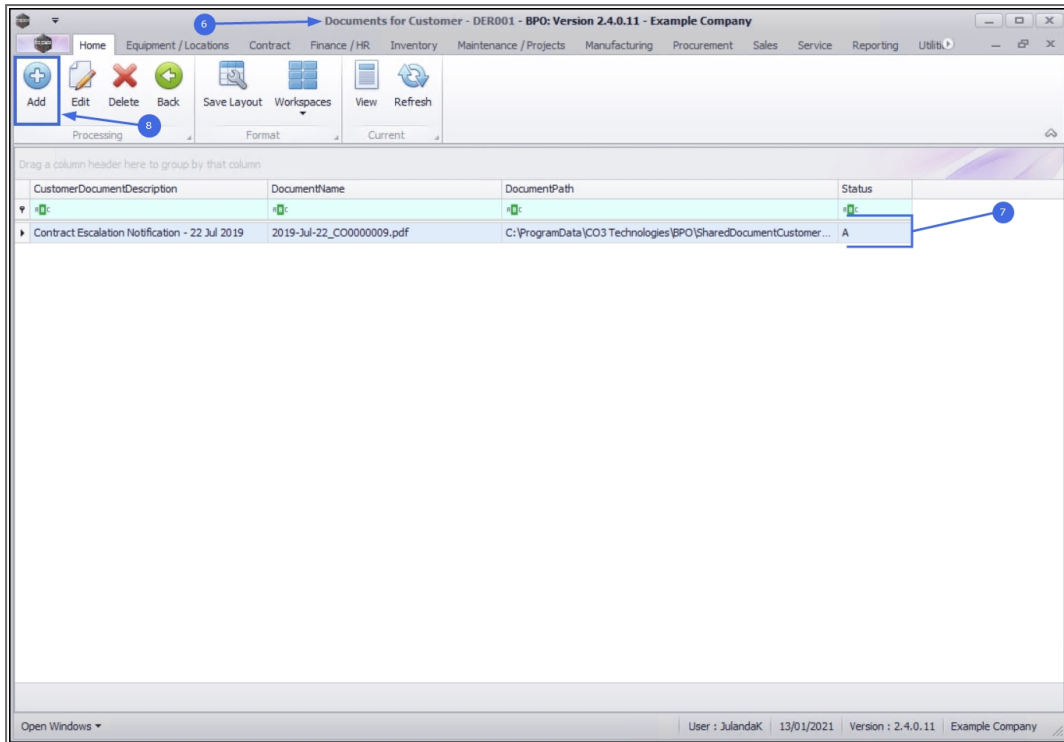 6
Documents for Customer - DER001 - BPO: Version 2.4.0.11 - Example Company
Home Equipment / Locations Contract Finance / HR Inventory Maintenance / Projects Manufacturing Procurement Sales Service Reporting Utiliti
Add Edit Delete Back Save Layout Workspaces View Refresh
8
Processing Format Current
Drag a column header here to group by that column
CustomerDocumentDescription DocumentName DocumentPath Status
7
Contract Escalation Notification - 22 Jul 2019 2019-Jul-22_CO0000009.pdf C:\ProgramData\CO3 Technologies\BPO\SharedDocumentCustomer... A
Open Windows User : JulandaK 13/01/2021 Version : 2.4.0.11 Example Company